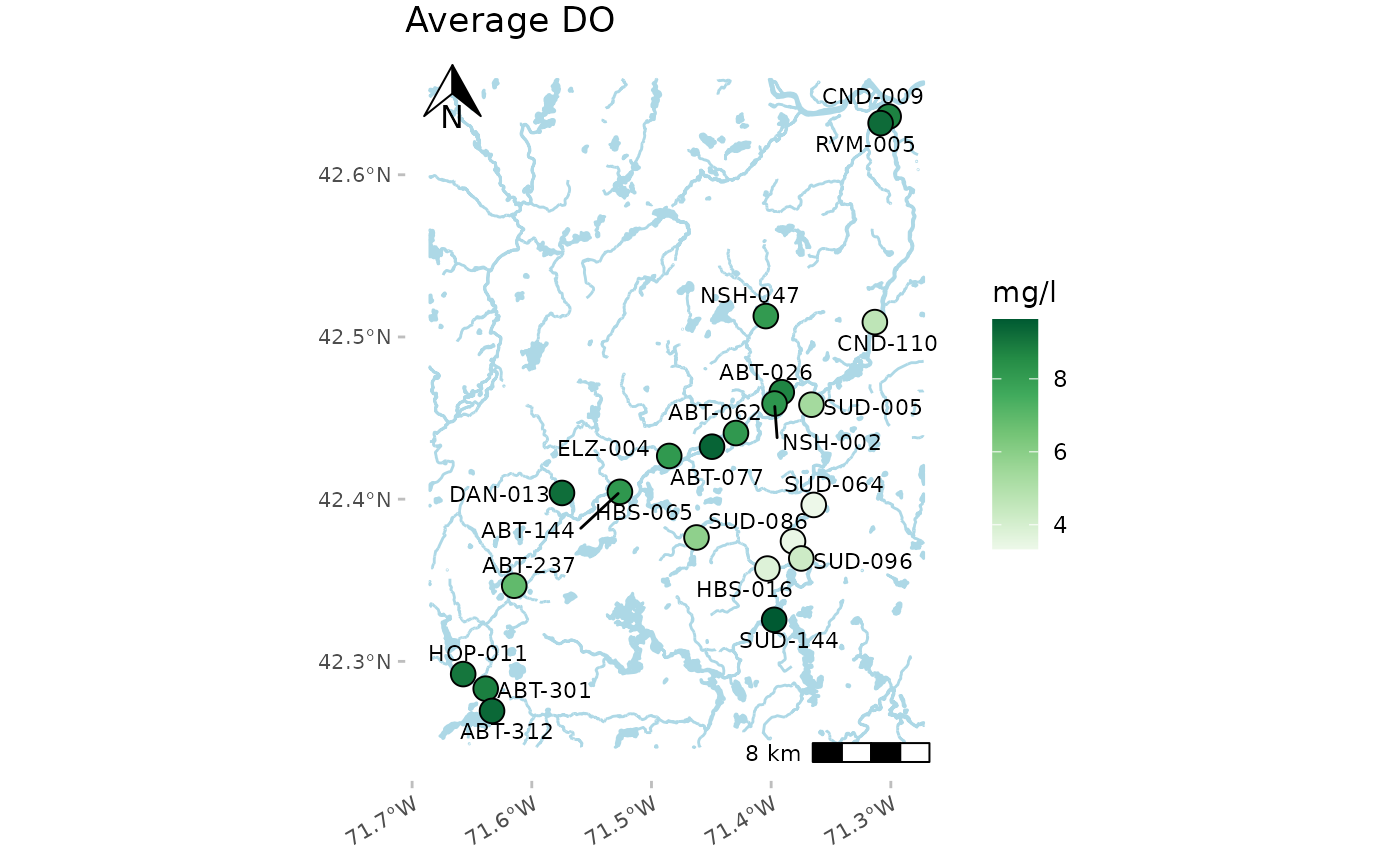 Average DO
N
CND-009
RVM-005
42.6°N
NSH-047
mg/l
42.5°N
CND-110
ABT-026
8
SUD-005
ABT-062
NSH-002
ELZ-004
6
ABT-077
SUD-064
DAN-013
42.4°N
HBS-065
SUD-086
4
ABT-144
SUD-096
ABT-237
HBS-016
SUD-144
HOP-011
42.3°N
ABT-301
ABT-312
8 km
71.7°W
71.6°W
71.5°W
71.4°W
71.3°W